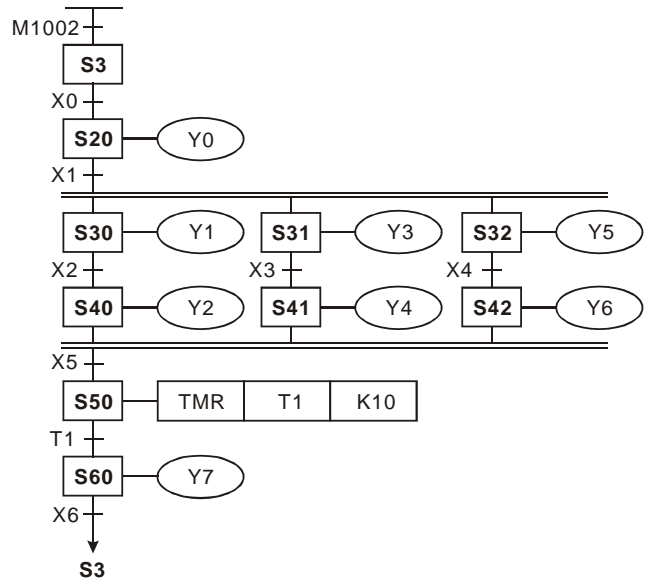 M1002
S3
X0
S20 Y0
X1
S30 Y1 S31 Y3 S32 Y5
X2 X3 X4
S40 Y2 S41 Y4 S42 Y6
X5
S50 TMR T1 K10
T1
S60 Y7
X6
S3